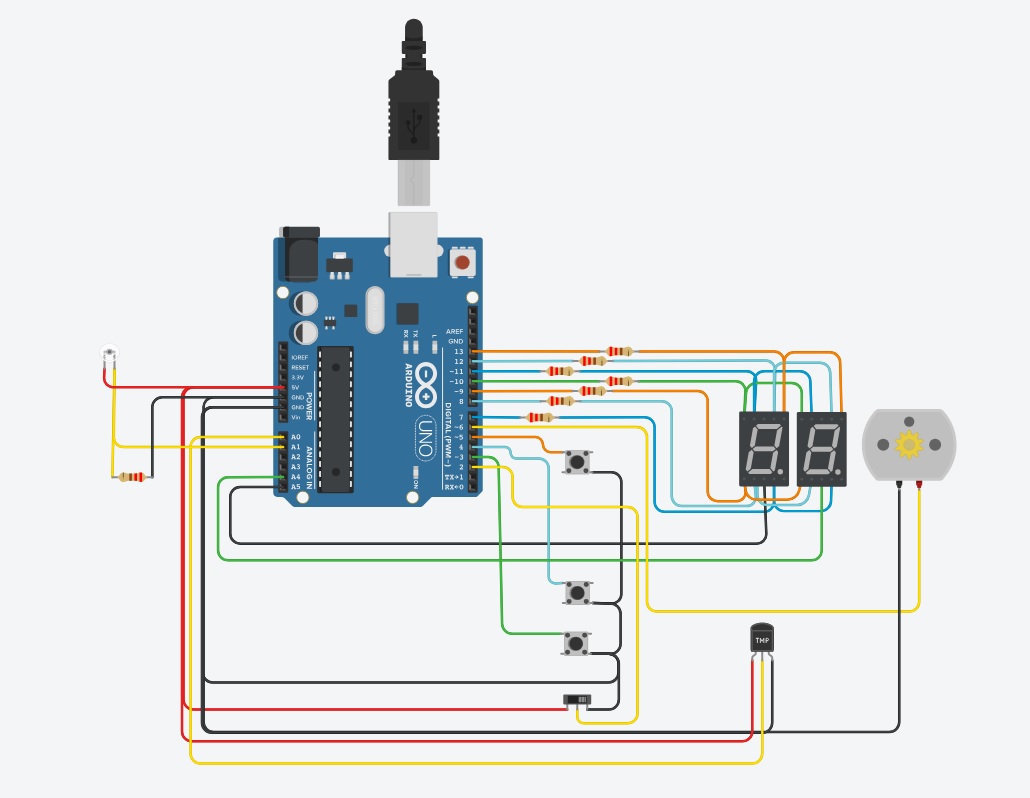 AREF
GND
13
12
~11
~10
~9
8
7
~6
~5
4
~3
2
TX→1
RX←0
DIGITAL (PWM~)
RX
TX
L
ARDUINO
UNO
ON
IOREF
RESET
3.3V
5V
GND
GND
Vin
POWER
A0
A1
A2
A3
A4
A5
ANALOG IN
TMP